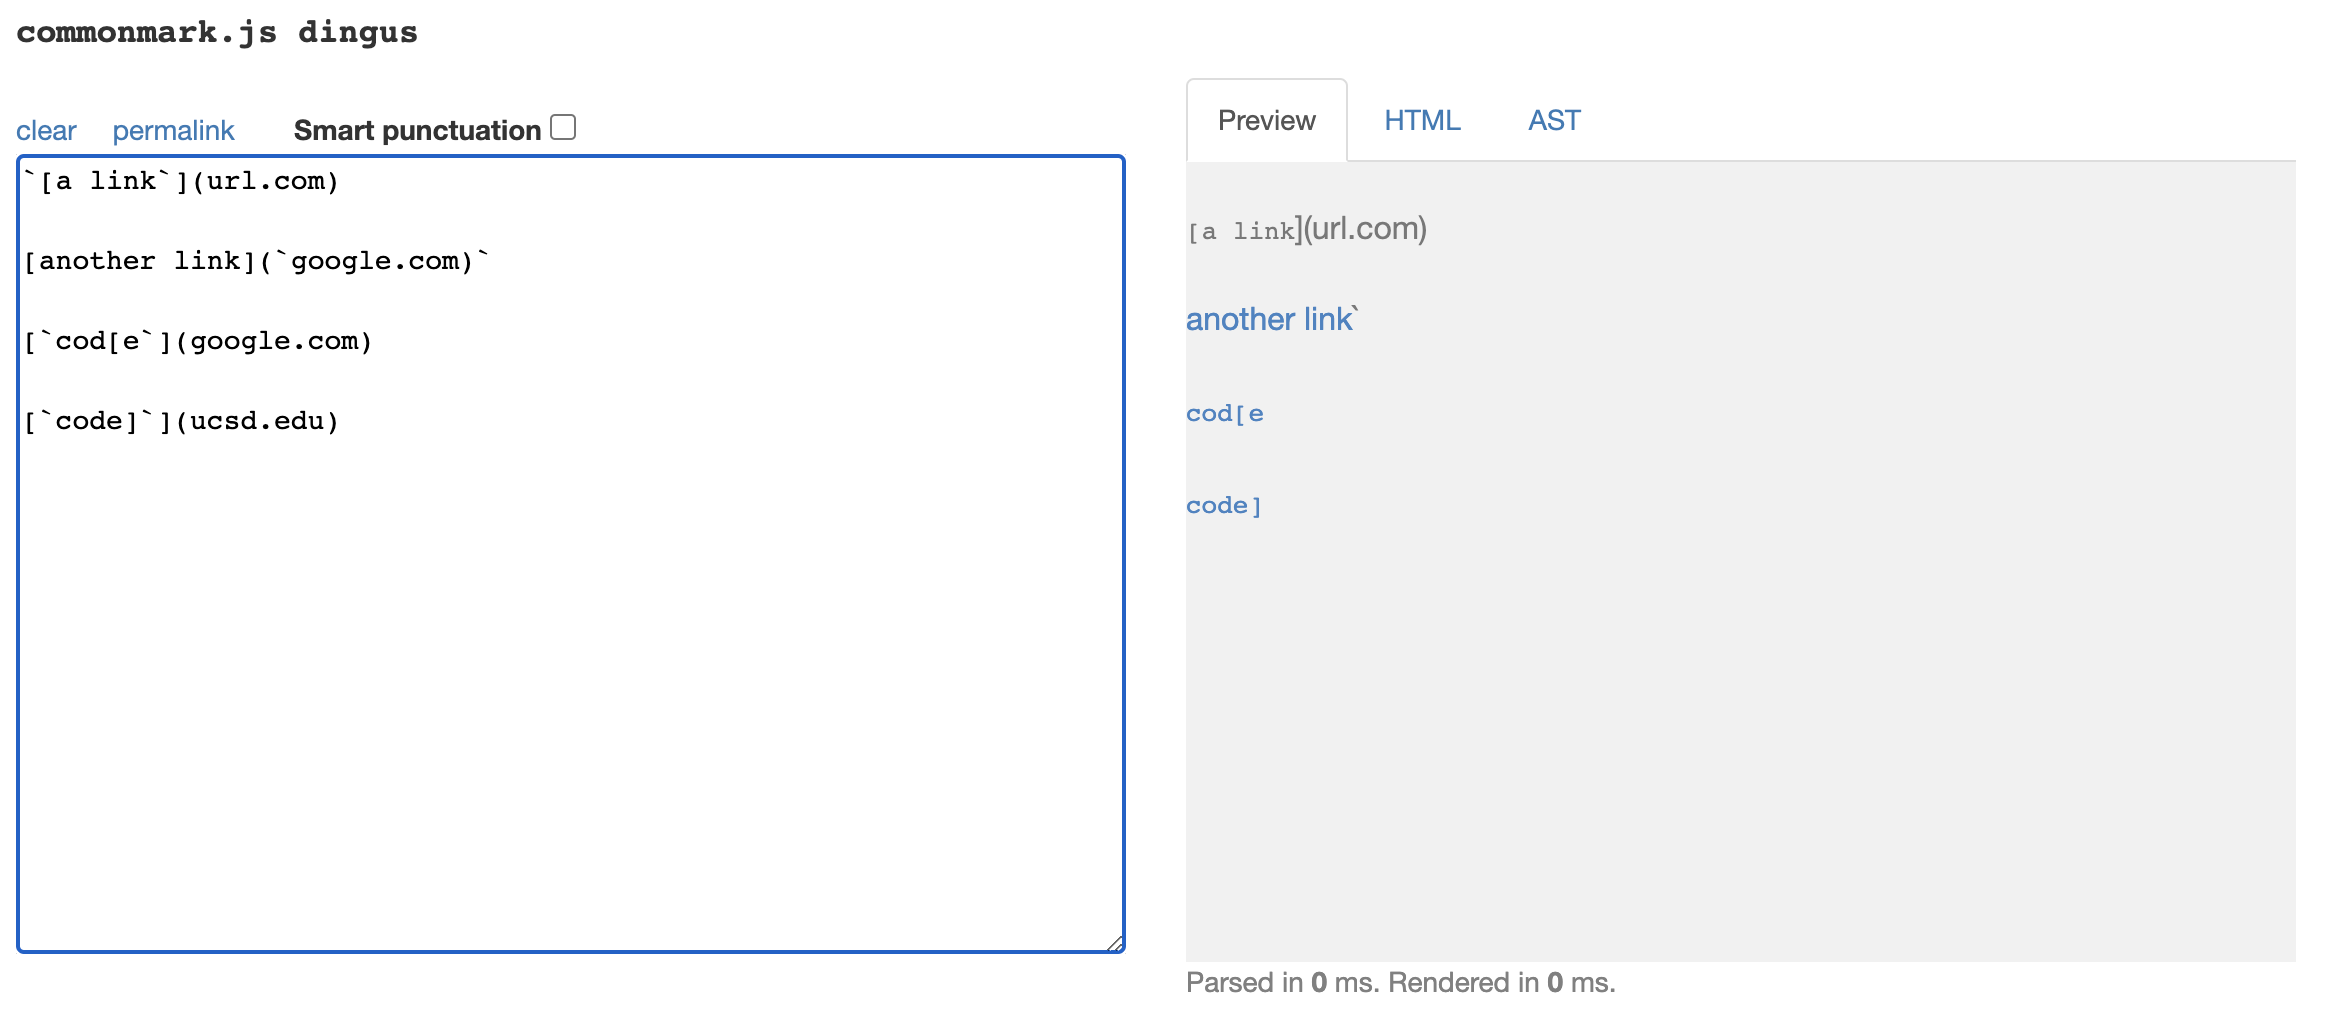 commonmark.js dingus
clear permalink Smart punctuation
`[a link`](url.com)
[another link](`google.com)`
[`cod[e`](google.com)
[`code]`](ucsd.edu)
Preview HTML AST
[a link](url.com)
another link`
cod[e
code]
Parsed in 0 ms. Rendered in 0 ms.